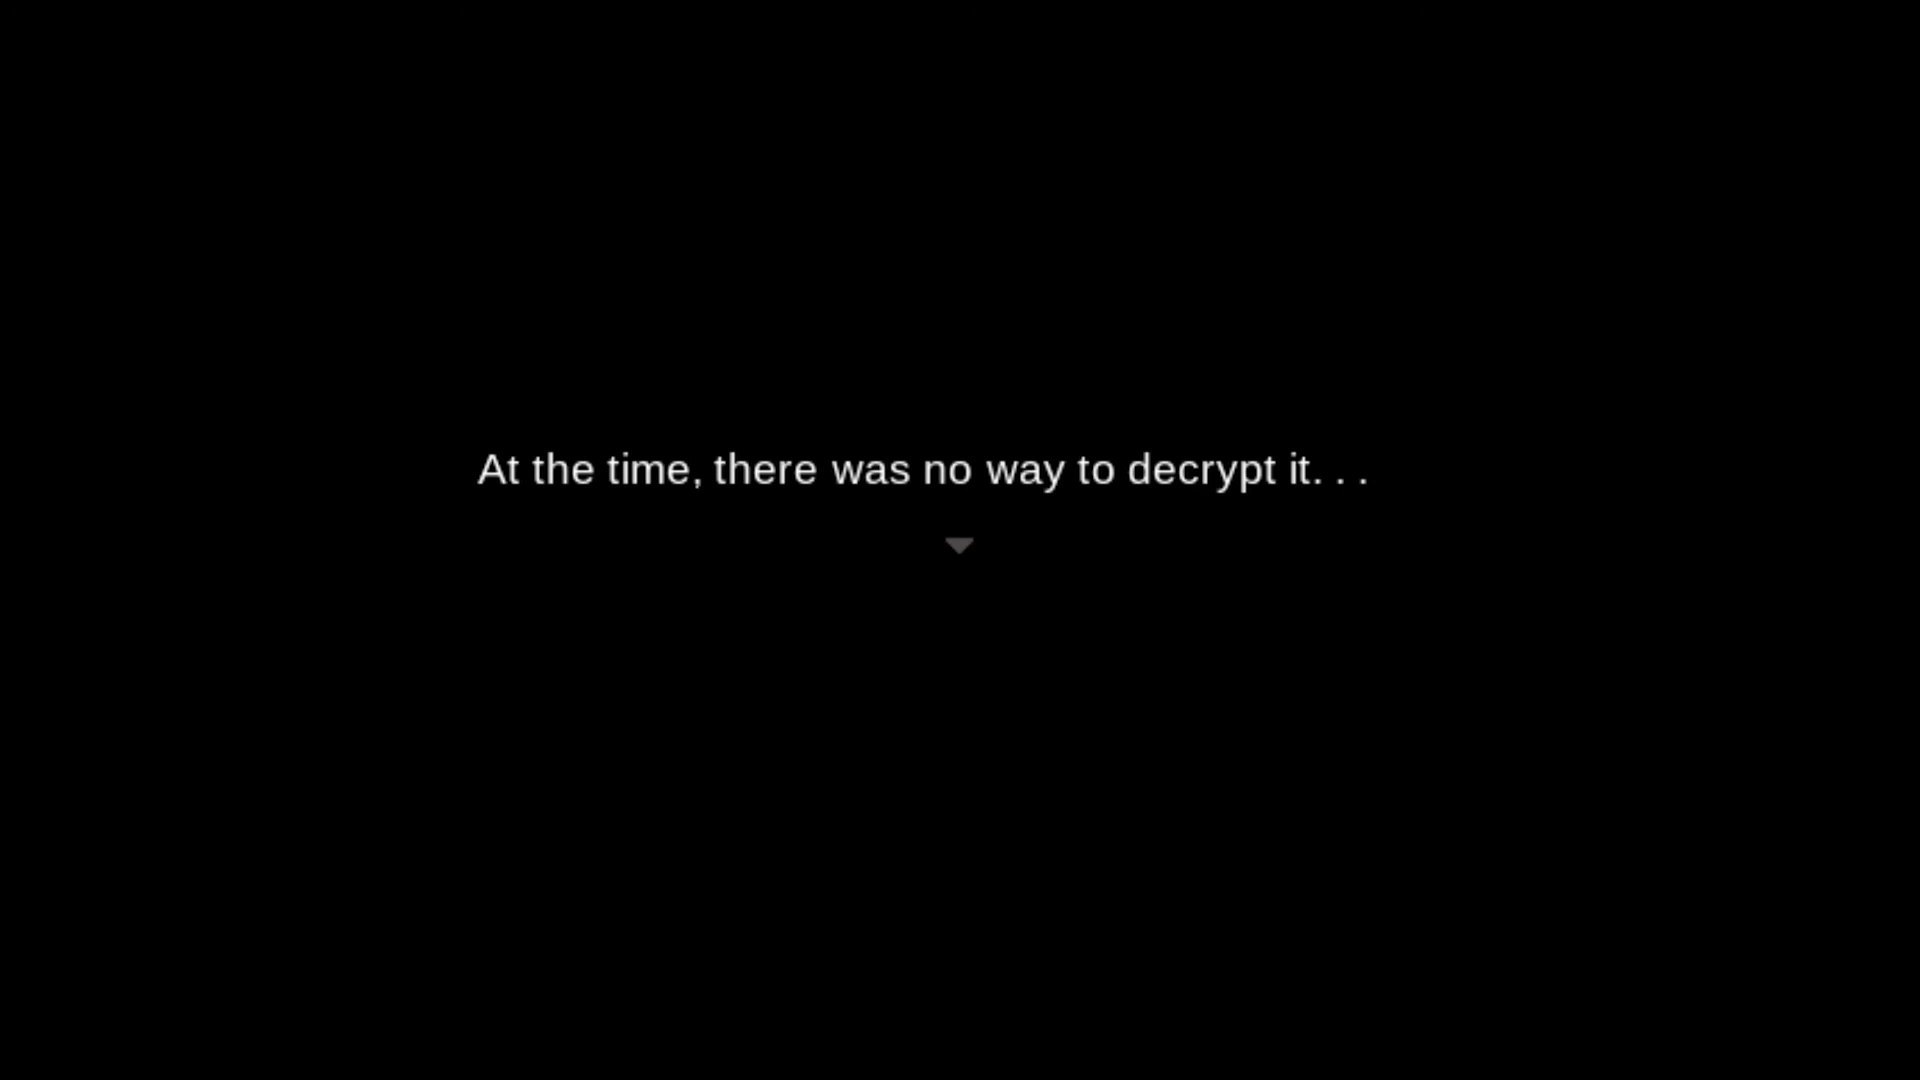 At the time, there was no way to decrypt it. . .